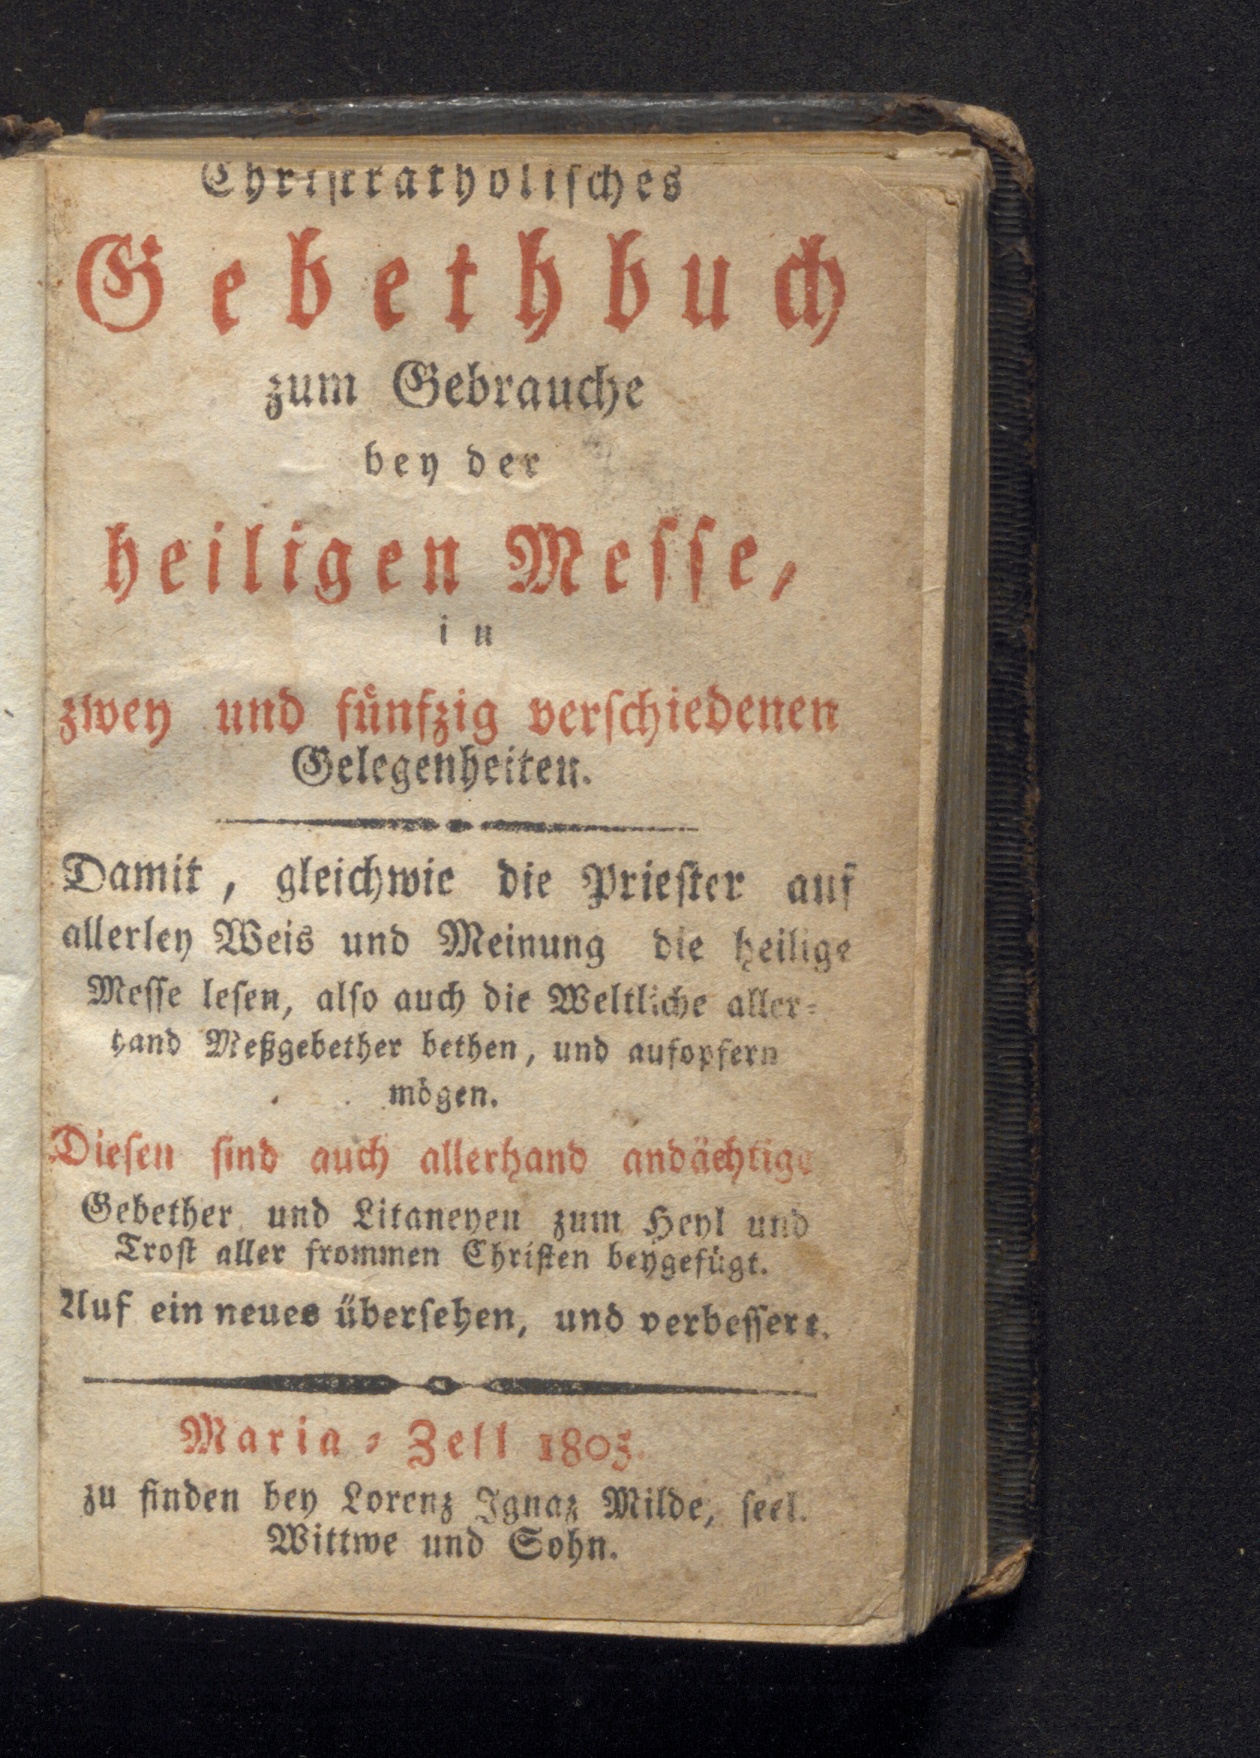 Christkatholisches
Gebethbuch
zum Gebrauche
bey der
heiligen Messe,
in
zwey und fünfzig verschiedenen
Gelegenheiten.
Damit, gleichwie die Priester auf
allerley Weis und Meinung die heilige
Messe lesen, also auch die Weltliche aller-
hand Meßgebether bethen, und aufopfern
mögen.
Diesen sind auch allerhand andächtige
Gebether und Litaneyen zum Heyl und
Trost aller frommen Christen beygefügt.
Auf ein neues übersehen, und verbessert.
Maria-Zell 1803.
zu finden bey Lorenz Ignaz Milde, seel.
Wittwe und Sohn.